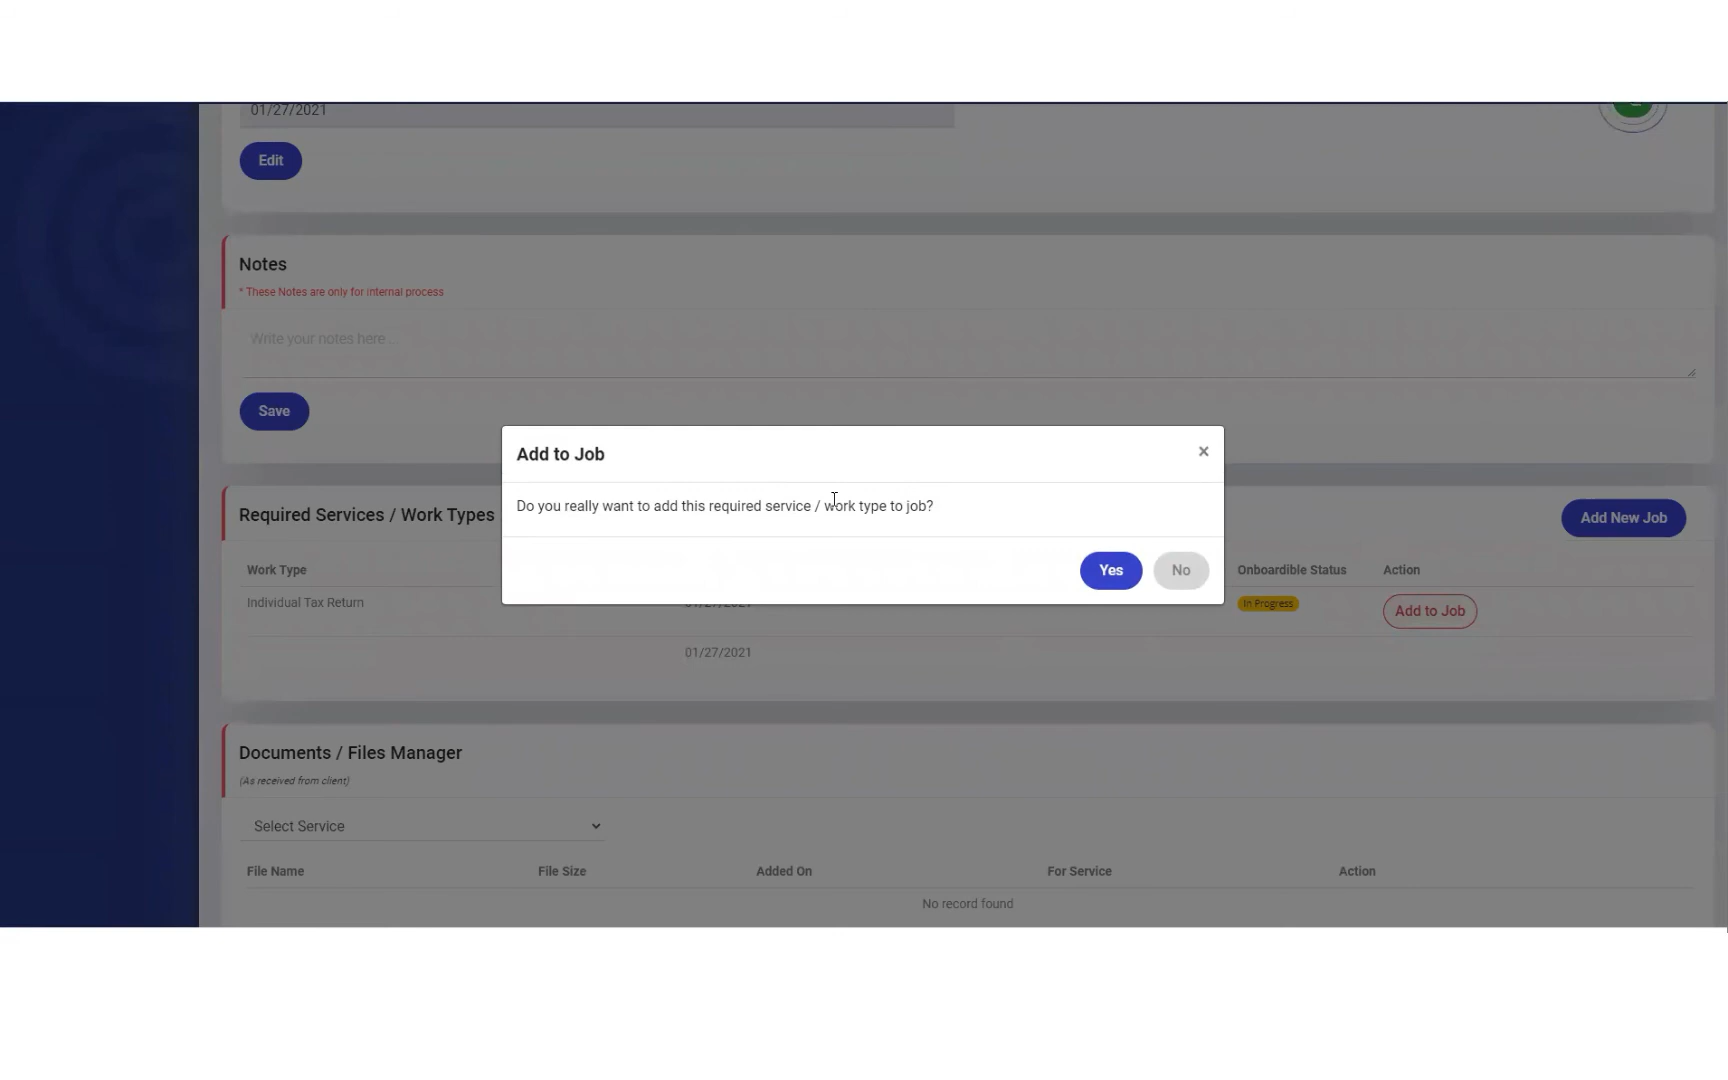 01/27/2021
Edit
Notes
* These Notes are only for internal process
Write your notes here ...
Save
Add to Job
×
Do you really want to add this required service / work type to job?
Yes No
Required Services / Work Types
Add New Job
Work Type Onboardible Status Action
Individual Tax Return 01/27/2021 In Progress Add to Job
01/27/2021
Documents / Files Manager
(As received from client)
Select Service
File Name File Size Added On For Service Action
No record found